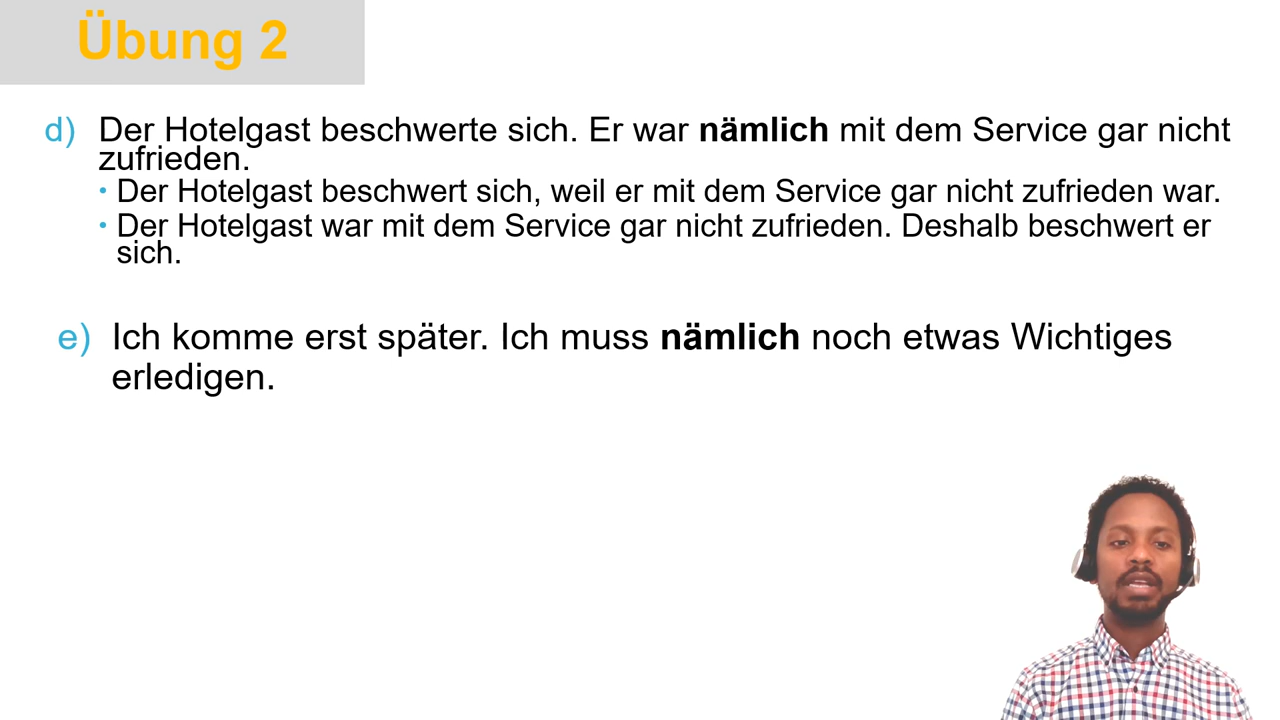 Übung 2
d) Der Hotelgast beschwerte sich. Er war nämlich mit dem Service gar nicht
zufrieden.
• Der Hotelgast beschwert sich, weil er mit dem Service gar nicht zufrieden war.
• Der Hotelgast war mit dem Service gar nicht zufrieden. Deshalb beschwert er
sich.
e) Ich komme erst später. Ich muss nämlich noch etwas Wichtiges
erledigen.